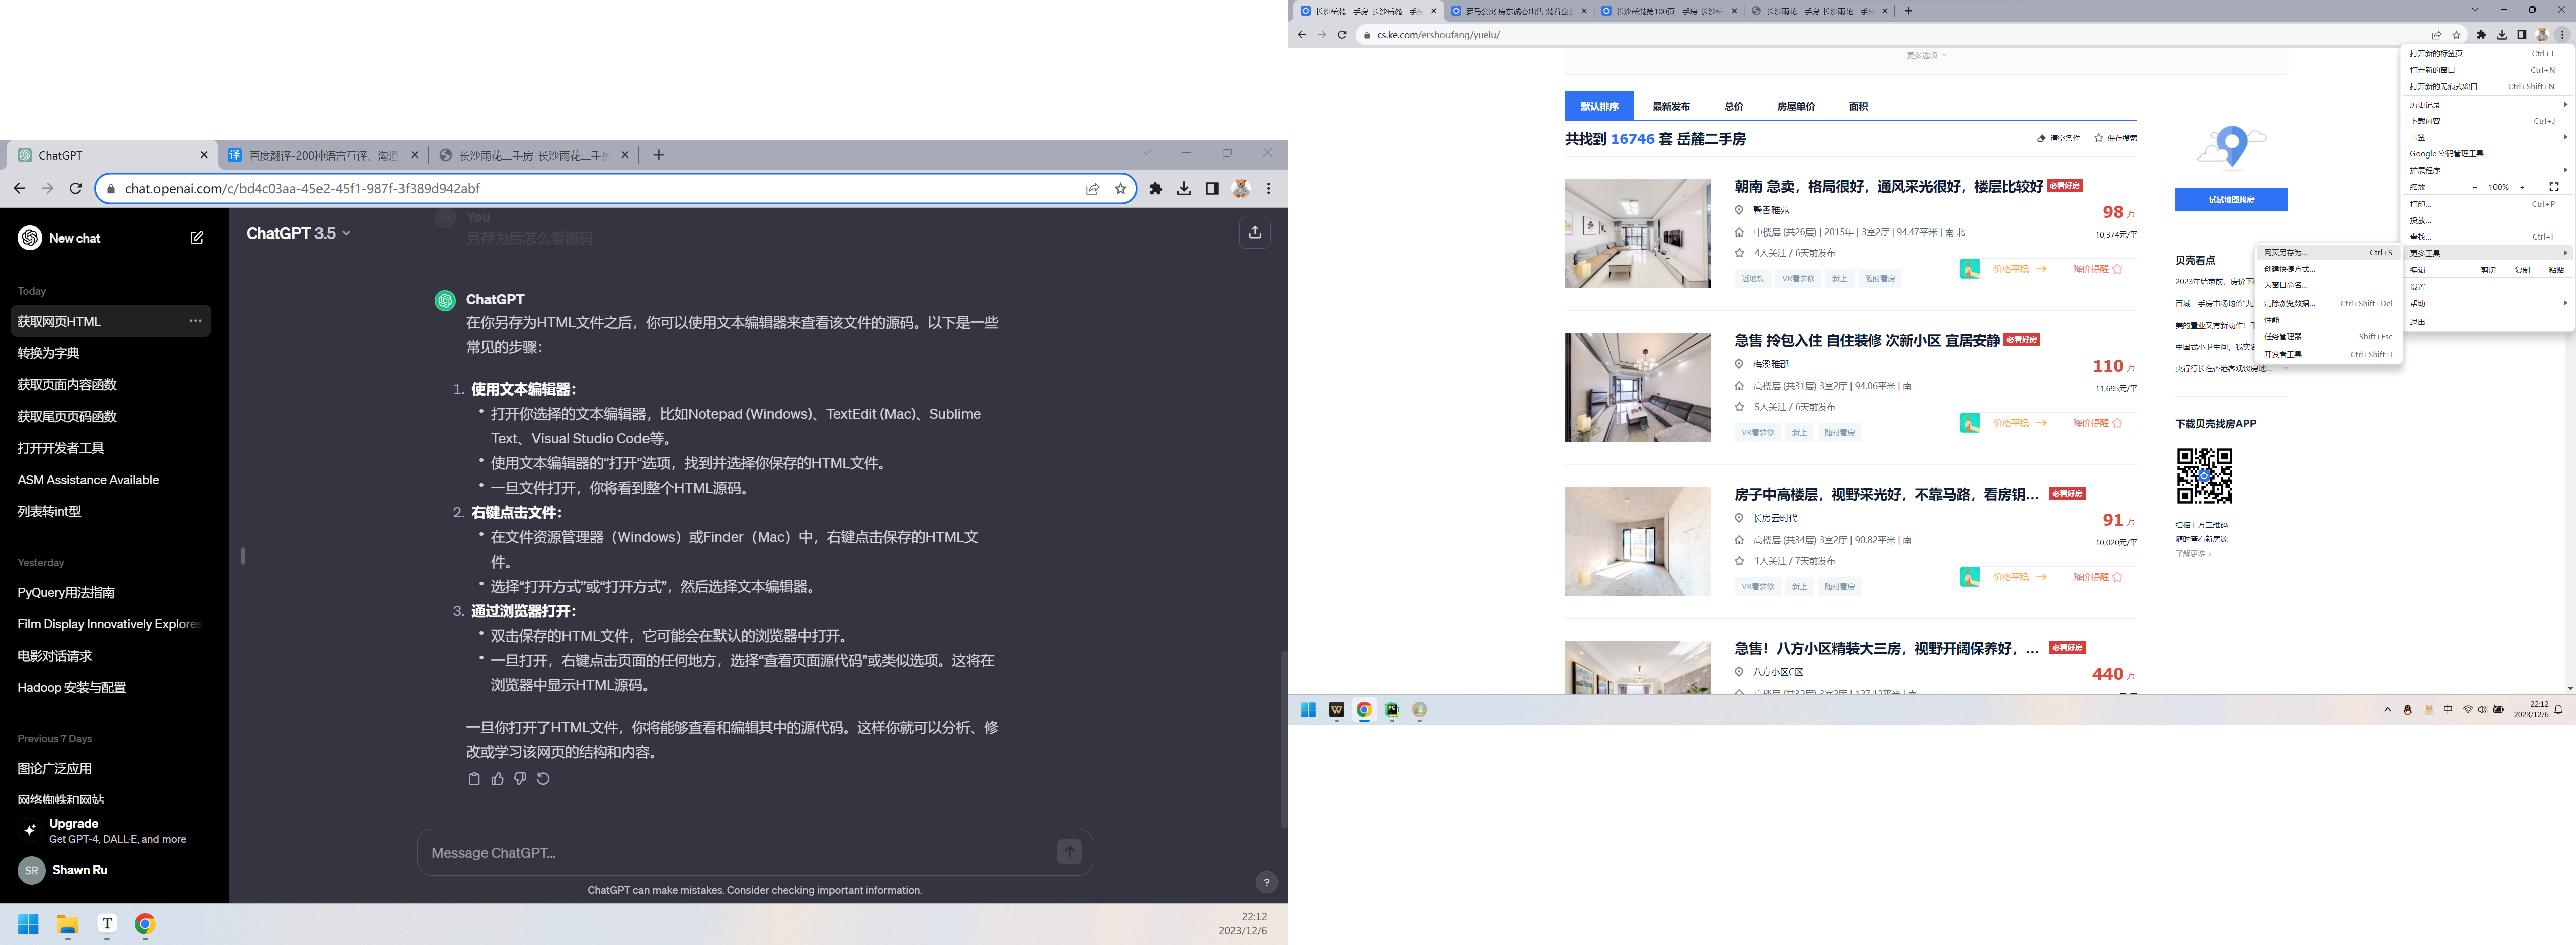 ChatGPT
百度翻译-200种语言互译、沟通
长沙雨花二手房_长沙雨花二手房
chat.openai.com/c/bd4c03aa-45e2-45f1-987f-3f389d942abf
New chat
Today
获取网页HTML
转换为字典
获取页面内容函数
获取尾页页码函数
打开开发者工具
ASM Assistance Available
列表转int型
Yesterday
PyQuery用法指南
Film Display Innovatively Explores
电影对话请求
Hadoop 安装与配置
Previous 7 Days
图论广泛应用
网络蜘蛛和网站
Upgrade
Get GPT-4, DALL·E, and more
SR
Shawn Ru
ChatGPT 3.5
SR
You
另存为后怎么看源码
ChatGPT
在你另存为HTML文件之后，你可以使用文本编辑器来查看该文件的源码。以下是一些
常见的步骤：
1. 使用文本编辑器：
• 打开你选择的文本编辑器，比如Notepad (Windows)、TextEdit (Mac)、Sublime
Text、Visual Studio Code等。
• 使用文本编辑器的“打开”选项，找到并选择你保存的HTML文件。
• 一旦文件打开，你将看到整个HTML源码。
2. 右键点击文件：
• 在文件资源管理器（Windows）或Finder（Mac）中，右键点击保存的HTML文
件。
• 选择“打开方式”或“打开方式”，然后选择文本编辑器。
3. 通过浏览器打开：
• 双击保存的HTML文件，它可能会在默认的浏览器中打开。
• 一旦打开，右键点击页面的任何地方，选择“查看页面源代码”或类似选项。这将在
浏览器中显示HTML源码。
一旦你打开了HTML文件，你将能够查看和编辑其中的源代码。这样你就可以分析、修
改或学习该网页的结构和内容。
Message ChatGPT...
ChatGPT can make mistakes. Consider checking important information.
?
T
22:12
2023/12/6
长沙岳麓二手房_长沙岳麓二手房
罗马公寓 房东诚心出售 麓谷企
长沙岳麓第100页二手房_长沙岳
长沙雨花二手房_长沙雨花二手房
cs.ke.com/ershoufang/yuelu/
更多选项
默认排序 最新发布 总价 房屋单价 面积
共找到 16746 套 岳麓二手房
清空条件 保存搜索
朝南 急卖，格局很好，通风采光很好，楼层比较好 必看好房
馨香雅苑
98 万
中楼层 (共26层) | 2015年 | 3室2厅 | 94.47平米 | 南 北
10,374元/平
4人关注 / 6天前发布
近地铁 VR看装修 新上 随时看房
价格平稳 → 降价提醒
急售 拎包入住 自住装修 次新小区 宜居安静 必看好房
梅溪雅郡
110 万
高楼层 (共31层) 3室2厅 | 94.06平米 | 南
11,695元/平
5人关注 / 6天前发布
VR看装修 新上 随时看房
价格平稳 → 降价提醒
房子中高楼层，视野采光好，不靠马路，看房钥... 必看好房
长房云时代
91 万
高楼层 (共34层) 3室2厅 | 90.82平米 | 南
10,020元/平
1人关注 / 7天前发布
VR看装修 新上 随时看房
价格平稳 → 降价提醒
急售！八方小区精装大三房，视野开阔保养好，... 必看好房
八方小区C区
440 万
高楼层 (共32层) 3室2厅 | 127.12平米 | 南
试试地图找房
贝壳看点
2023年结束前，房价下
百城二手房市场均价“九
美的置业又有新动作！
中国式小卫生间，我实名
央行行长在香港客观谈房地...
下载贝壳找房APP
扫描上方二维码
随时查看新房源
了解更多
打开新的标签页 Ctrl+T
打开新的窗口 Ctrl+N
打开新的无痕式窗口 Ctrl+Shift+N
历史记录
下载内容 Ctrl+J
书签
Google 密码管理工具
扩展程序
缩放 - 100% +
打印... Ctrl+P
投放...
查找... Ctrl+F
更多工具
编辑 剪切 复制 粘贴
设置
帮助
退出
网页另存为... Ctrl+S
创建快捷方式...
为窗口命名...
清除浏览数据... Ctrl+Shift+Del
性能
任务管理器 Shift+Esc
开发者工具 Ctrl+Shift+I
W
PC
中
22:12
2023/12/6